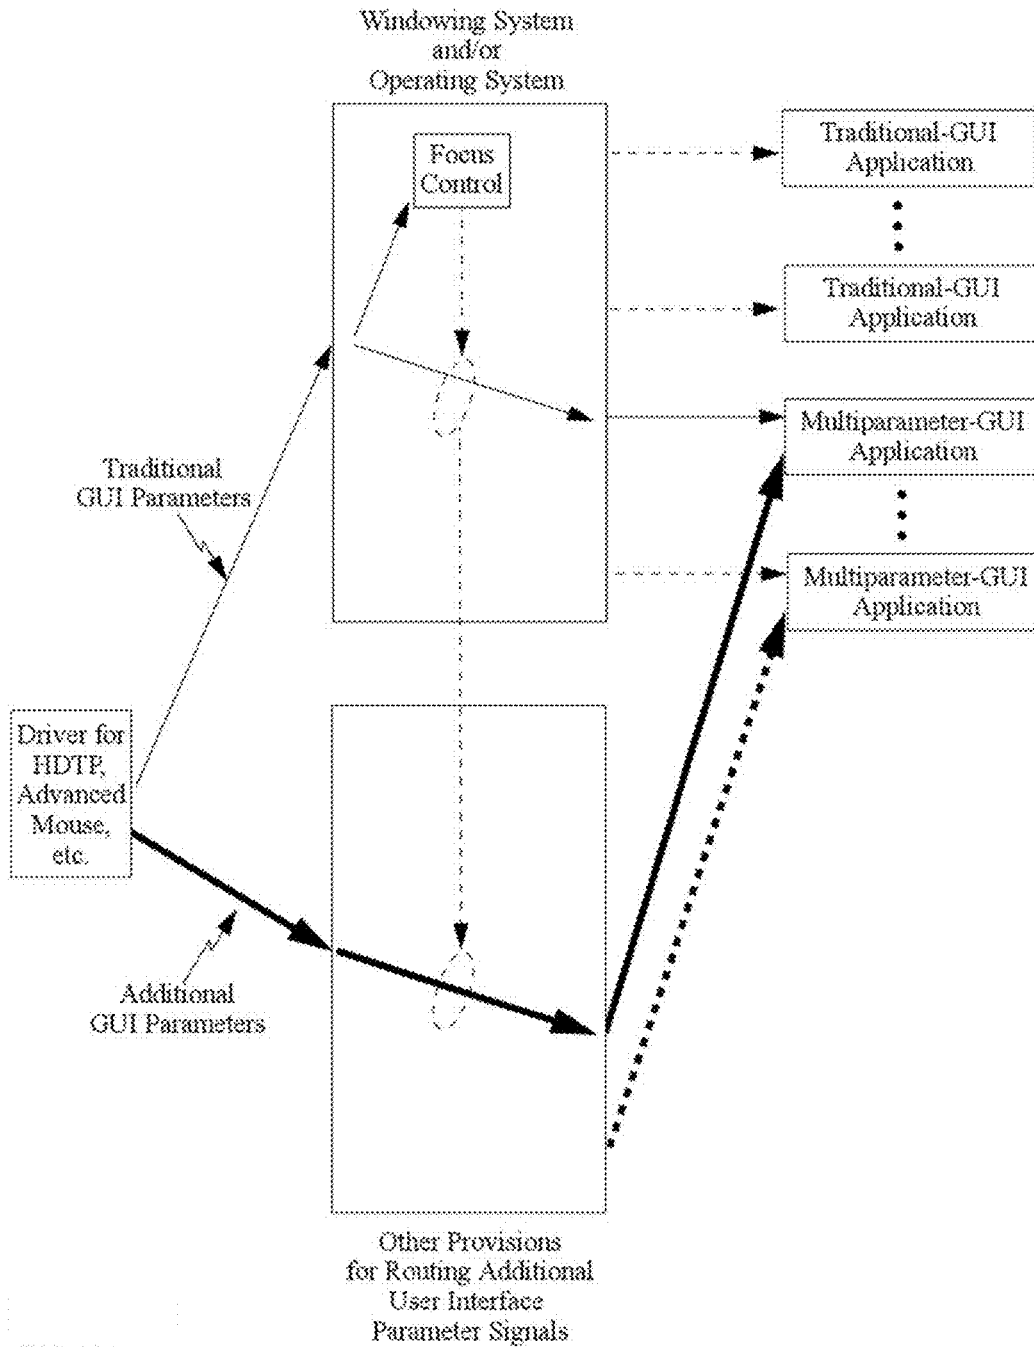 Windowing System
and/or
Operating System
Focus
Control
Traditional-GUI
Application
Traditional-GUI
Application
Multiparameter-GUI
Application
Multiparameter-GUI
Application
Traditional
GUI Parameters
Driver for
HDTP,
Advanced
Mouse,
etc.
Additional
GUI Parameters
Other Provisions
for Routing Additional
User Interface
Parameter Signals